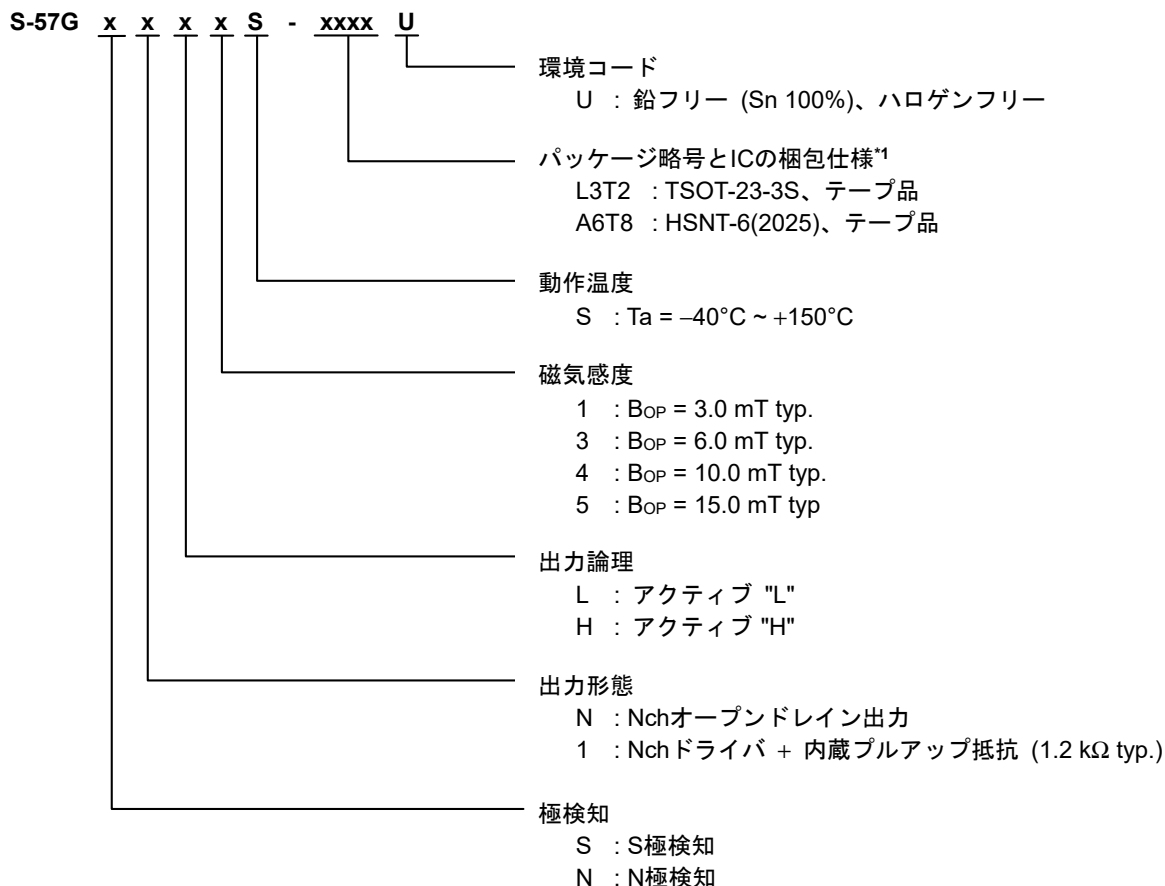 S-57G x x x x S - xxxx U
環境コード
U : 鉛フリー (Sn 100%)、ハロゲンフリー
パッケージ略号とICの梱包仕様*1
L3T2 : TSOT-23-3S、テープ品
A6T8 : HSNT-6(2025)、テープ品
動作温度
S : Ta = −40°C ~ +150°C
磁気感度
1 : BOP = 3.0 mT typ.
3 : BOP = 6.0 mT typ.
4 : BOP = 10.0 mT typ.
5 : BOP = 15.0 mT typ
出力論理
L : アクティブ "L"
H : アクティブ "H"
出力形態
N : Nchオープンドレイン出力
1 : Nchドライバ + 内蔵プルアップ抵抗 (1.2 kΩ typ.)
極検知
S : S極検知
N : N極検知